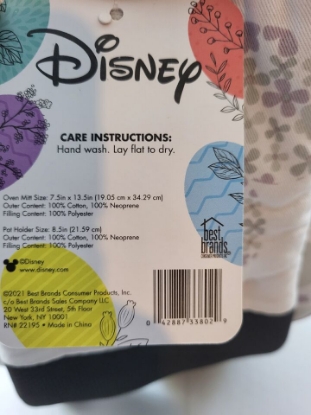 Disney
CARE INSTRUCTIONS:
Hand wash. Lay flat to dry.
Oven Mitt Size: 7.5in x 13.5in (19.05 cm x 34.29 cm)
Outer Content: 100% Cotton, 100% Neoprene
Filling Content: 100% Polyester
Pot Holder Size: 8.5in (21.59 cm)
Outer Content: 100% Cotton, 100% Neoprene
Filling Content: 100% Polyester
best
brands
©Disney
www.disney.com
©2021 Best Brands Consumer Products, Inc.
c/o Best Brands Sales Company LLC
20 West 33rd Street, 5th Floor
New York, NY 10001
RN# 22195 • Made in China
0 42887 53802 9